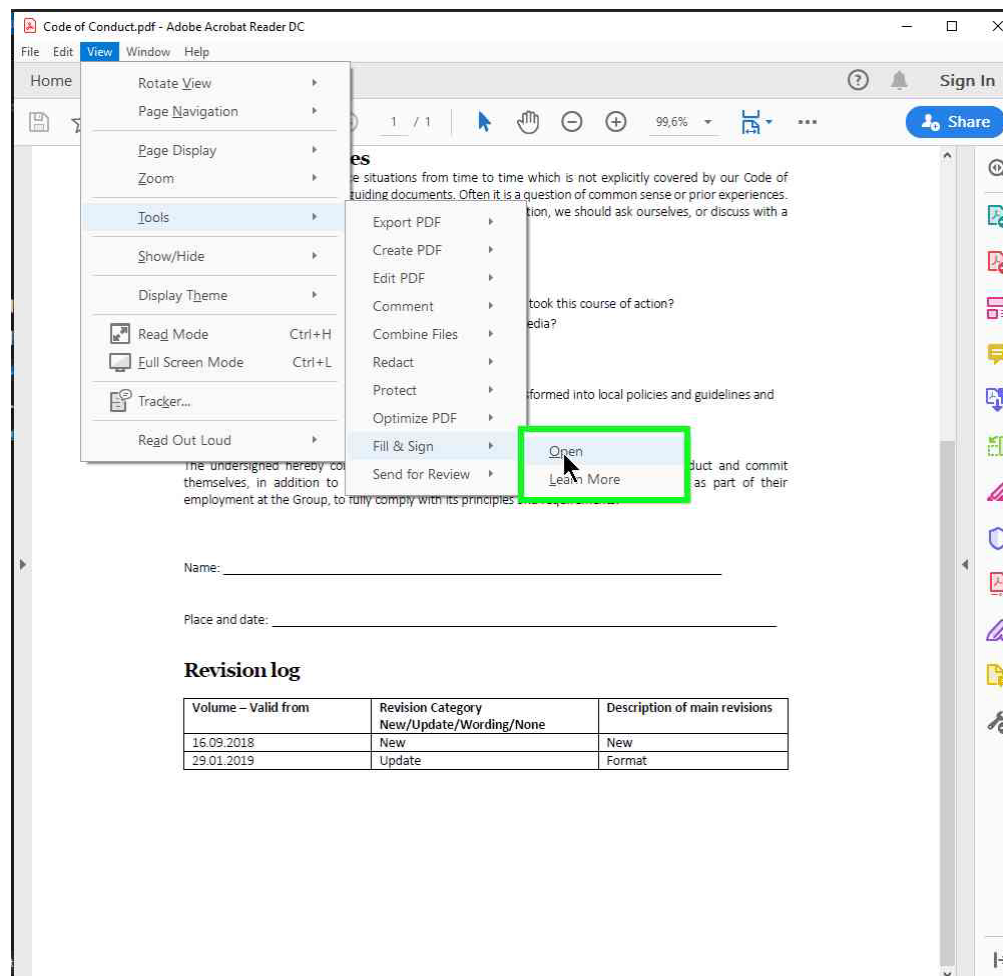 Code of Conduct.pdf - Adobe Acrobat Reader DC
File Edit View Window Help
Home
Sign In
1 / 1
99,6%
Share
Rotate View
Page Navigation
Page Display
Zoom
Tools
Show/Hide
Display Theme
Read Mode Ctrl+H
Full Screen Mode Ctrl+L
Tracker...
Read Out Loud
Export PDF
Create PDF
Edit PDF
Comment
Combine Files
Redact
Protect
Optimize PDF
Fill & Sign
Send for Review
Open
Learn More
es
e situations from time to time which is not explicitly covered by our Code of
guiding documents. Often it is a question of common sense or prior experiences.
tion, we should ask ourselves, or discuss with a
took this course of action?
edia?
sformed into local policies and guidelines and
The undersigned hereby co duct and commit
themselves, in addition to as part of their
employment at the Group, to fully comply with its principles
Name:
Place and date:
Revision log
Volume – Valid from Revision Category Description of main revisions
New/Update/Wording/None
16.09.2018 New New
29.01.2019 Update Format